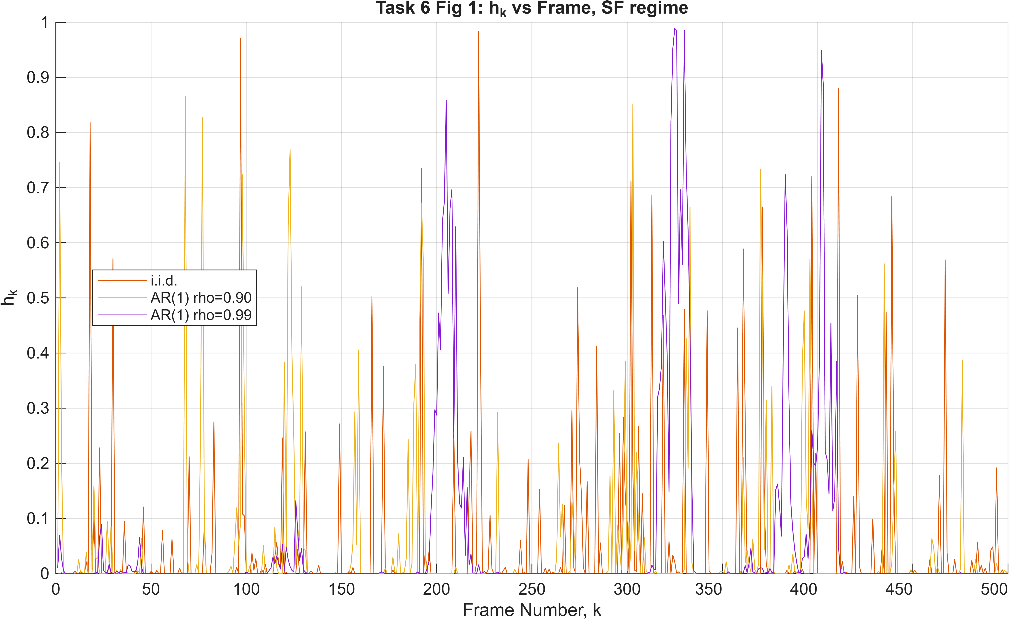 Task 6 Fig 1: hk vs Frame, SF regime
1
0.9
0.8
0.7
0.6
0.5
0.4
0.3
0.2
0.1
0
hk
i.i.d.
AR(1) rho=0.90
AR(1) rho=0.99
0 50 100 150 200 250 300 350 400 450 500
Frame Number, k